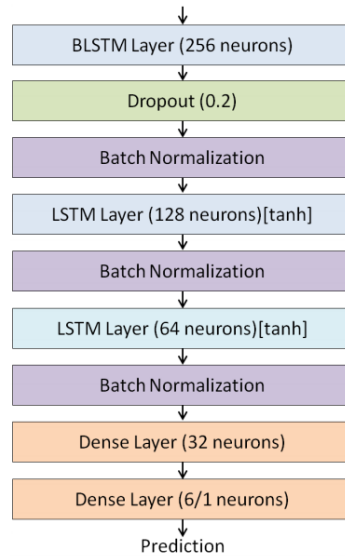 BLSTM Layer (256 neurons)
Dropout (0.2)
Batch Normalization
LSTM Layer (128 neurons)[tanh]
Batch Normalization
LSTM Layer (64 neurons)[tanh]
Batch Normalization
Dense Layer (32 neurons)
Dense Layer (6/1 neurons)
Prediction